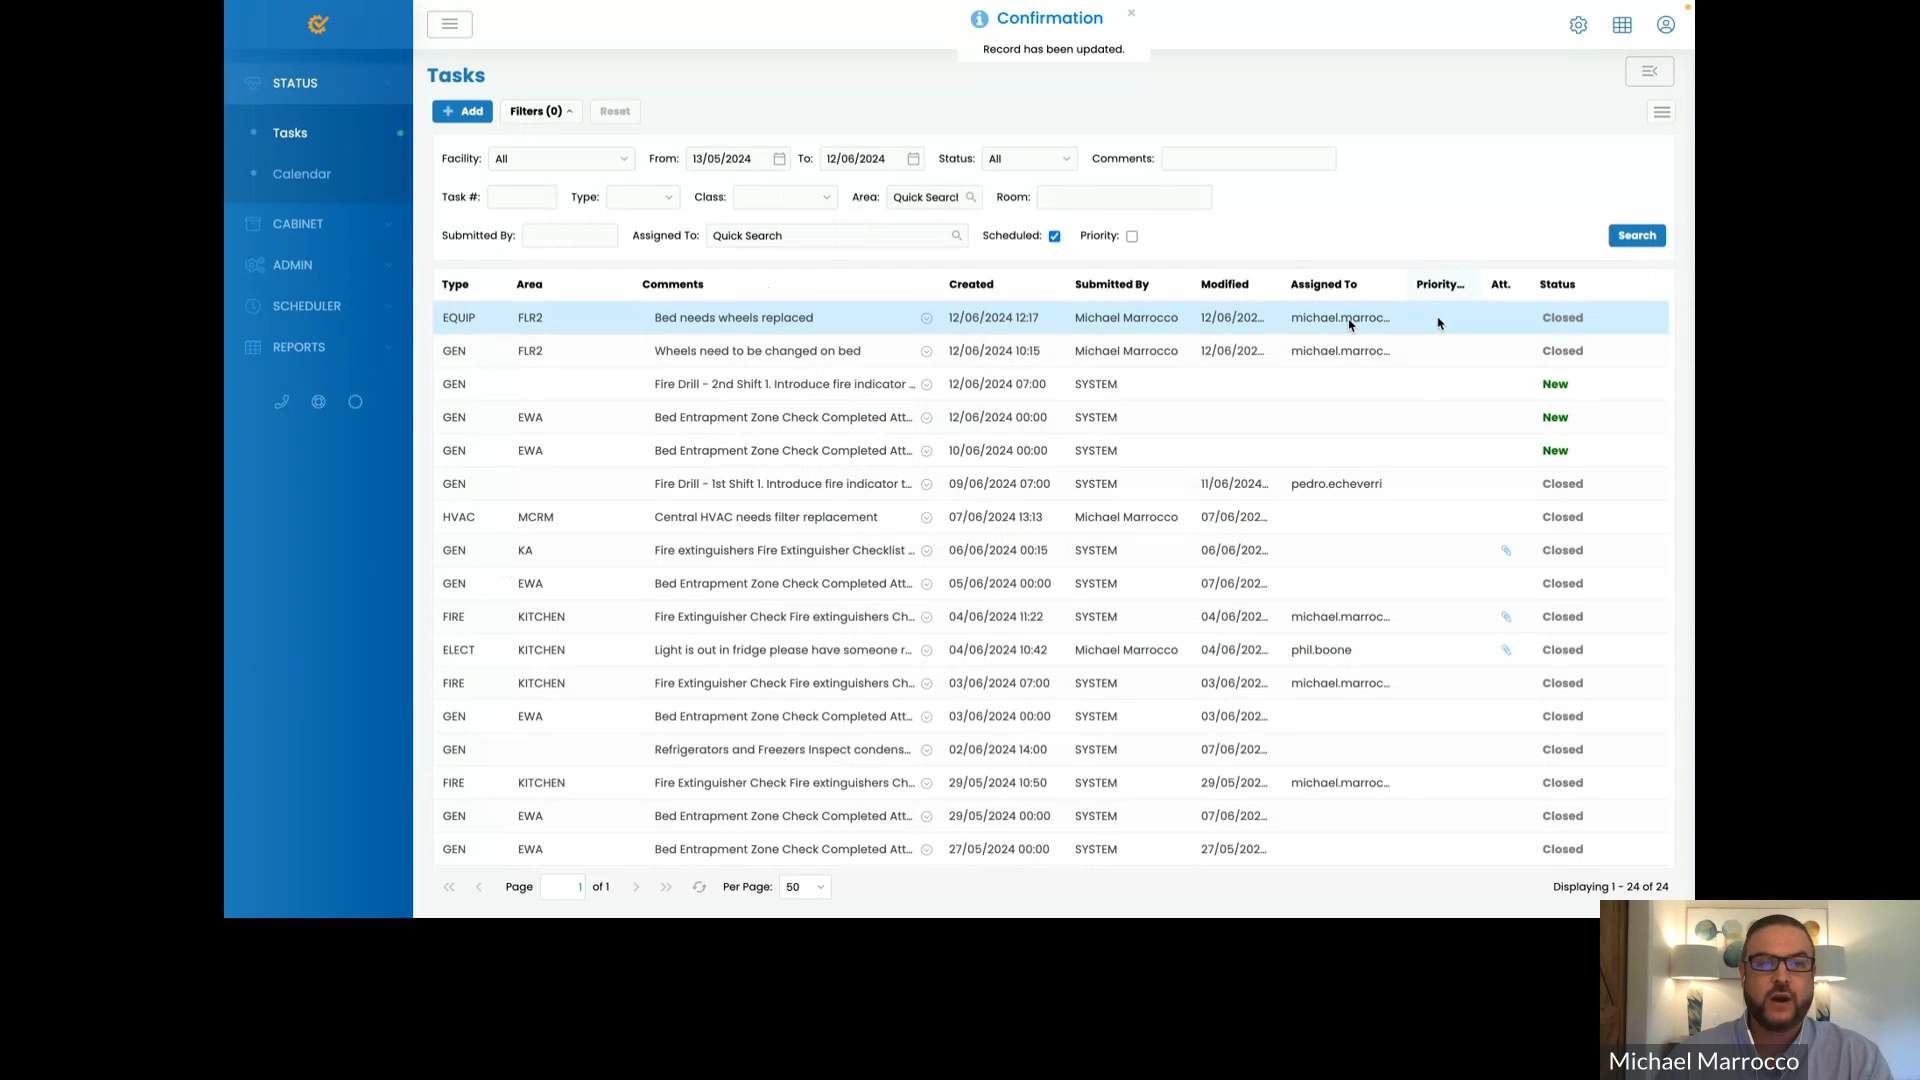 Confirmation
Record has been updated.
STATUS
Tasks
Calendar
CABINET
ADMIN
SCHEDULER
REPORTS
Tasks
Add Filters (0) Reset
Facility: All From: 13/05/2024 To: 12/06/2024 Status: All Comments:
Task #: Type: Class: Area: Quick Search Room:
Submitted By: Assigned To: Quick Search Scheduled: Priority: Search
Type Area Comments Created Submitted By Modified Assigned To Priority... Att. Status
EQUIP FLR2 Bed needs wheels replaced 12/06/2024 12:17 Michael Marrocco 12/06/202... michael.marroc... Closed
GEN FLR2 Wheels need to be changed on bed 12/06/2024 10:15 Michael Marrocco 12/06/202... michael.marroc... Closed
GEN Fire Drill - 2nd Shift 1. Introduce fire indicator ... 12/06/2024 07:00 SYSTEM New
GEN EWA Bed Entrapment Zone Check Completed Att... 12/06/2024 00:00 SYSTEM New
GEN EWA Bed Entrapment Zone Check Completed Att... 10/06/2024 00:00 SYSTEM New
GEN Fire Drill - 1st Shift 1. Introduce fire indicator t... 09/06/2024 07:00 SYSTEM 11/06/2024... pedro.echeverri Closed
HVAC MCRM Central HVAC needs filter replacement 07/06/2024 13:13 Michael Marrocco 07/06/202... Closed
GEN KA Fire extinguishers Fire Extinguisher Checklist ... 06/06/2024 00:15 SYSTEM 06/06/202... Closed
GEN EWA Bed Entrapment Zone Check Completed Att... 05/06/2024 00:00 SYSTEM 07/06/202... Closed
FIRE KITCHEN Fire Extinguisher Check Fire extinguishers Ch... 04/06/2024 11:22 SYSTEM 04/06/202... michael.marroc... Closed
ELECT KITCHEN Light is out in fridge please have someone r... 04/06/2024 10:42 Michael Marrocco 04/06/202... phil.boone Closed
FIRE KITCHEN Fire Extinguisher Check Fire extinguishers Ch... 03/06/2024 07:00 SYSTEM 03/06/202... michael.marroc... Closed
GEN EWA Bed Entrapment Zone Check Completed Att... 03/06/2024 00:00 SYSTEM 03/06/202... Closed
GEN Refrigerators and Freezers Inspect condens... 02/06/2024 14:00 SYSTEM 07/06/202... Closed
FIRE KITCHEN Fire Extinguisher Check Fire extinguishers Ch... 29/05/2024 10:50 SYSTEM 29/05/202... michael.marroc... Closed
GEN EWA Bed Entrapment Zone Check Completed Att... 29/05/2024 00:00 SYSTEM 07/06/202... Closed
GEN EWA Bed Entrapment Zone Check Completed Att... 27/05/2024 00:00 SYSTEM 27/05/202... Closed
Page 1 of 1 Per Page: 50 Displaying 1 - 24 of 24
Michael Marrocco